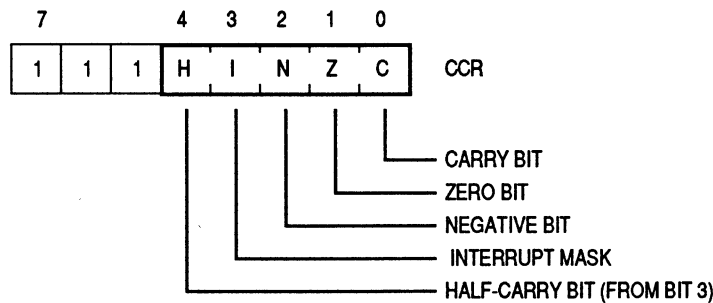 7 4 3 2 1 0
1 1 1 H I N Z C CCR
CARRY BIT
ZERO BIT
NEGATIVE BIT
INTERRUPT MASK
HALF-CARRY BIT (FROM BIT 3)